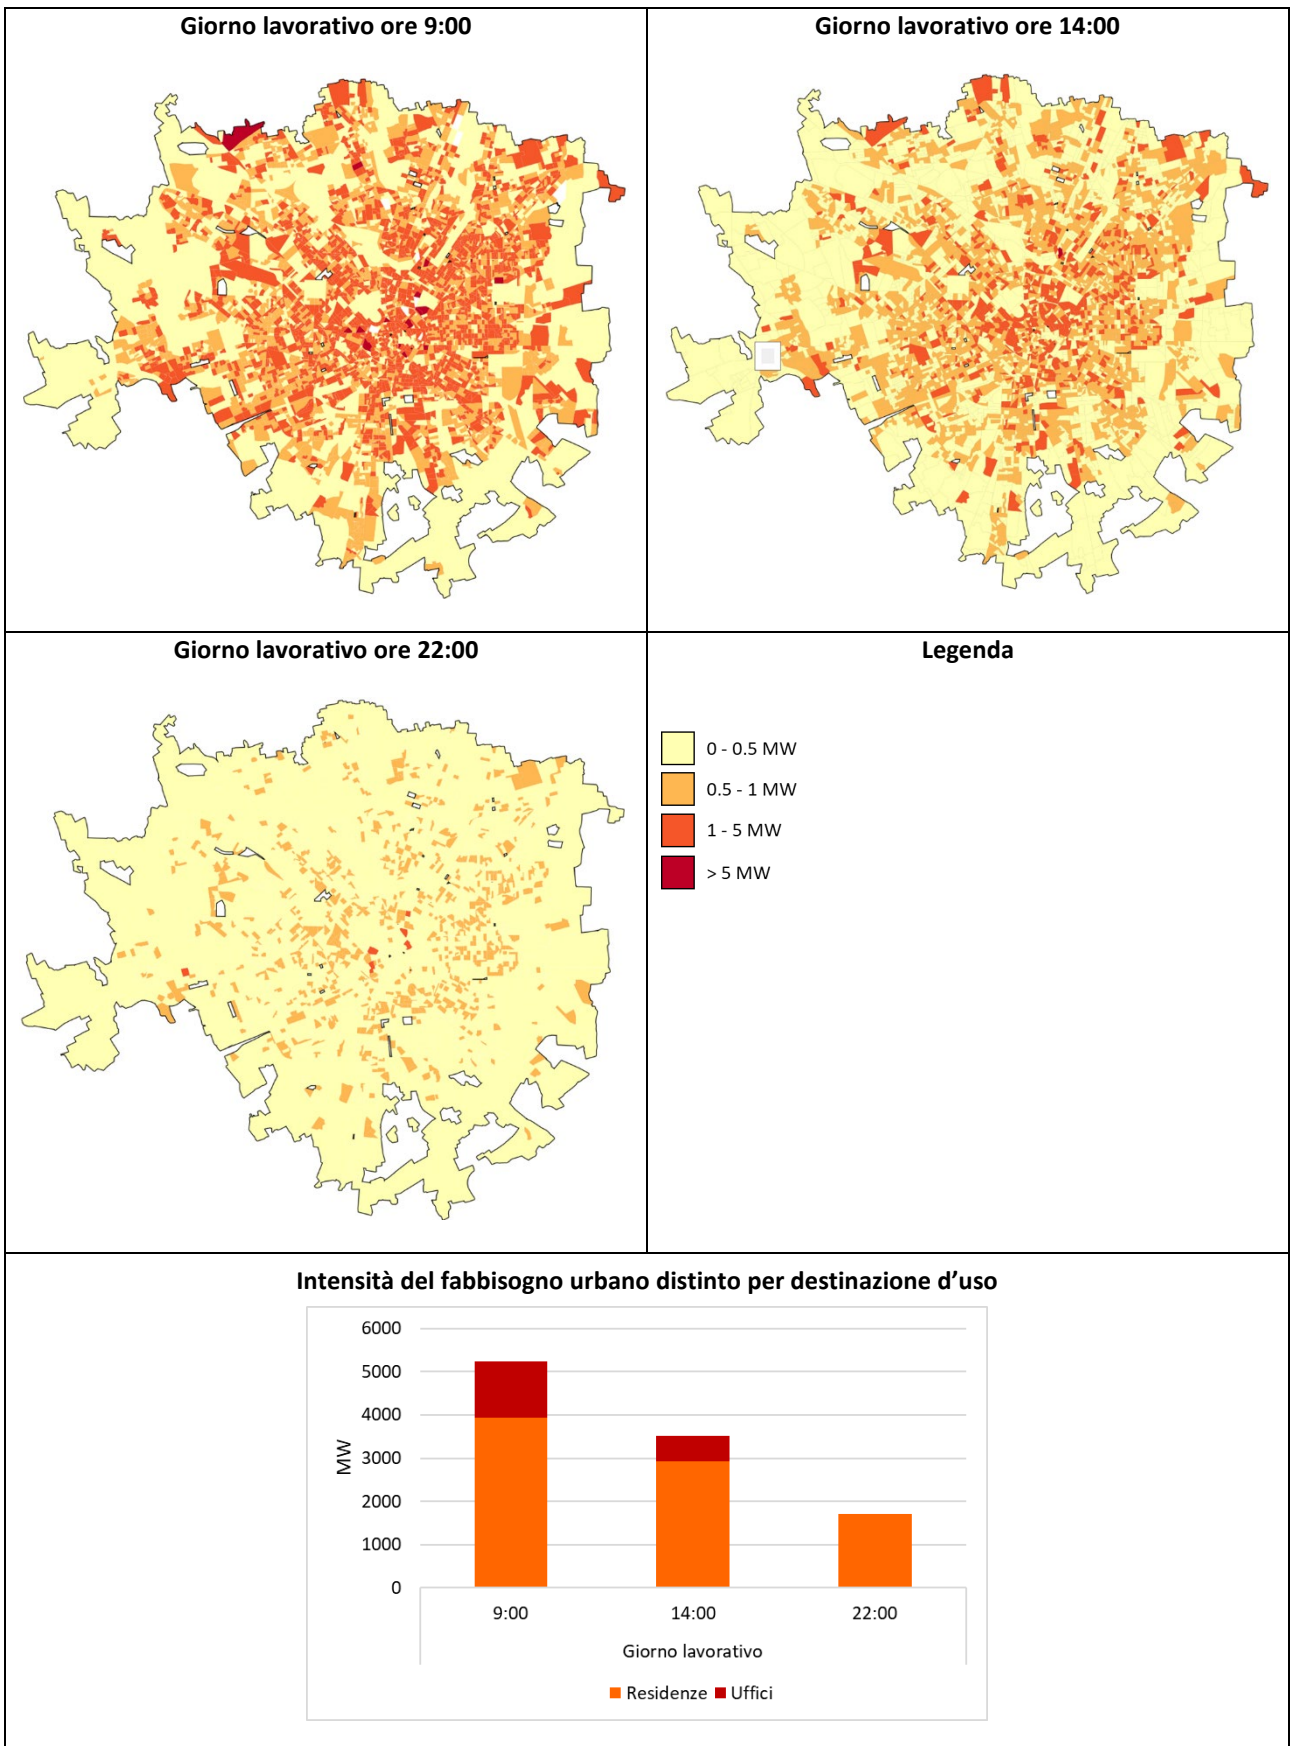 Giorno lavorativo ore 9:00
Giorno lavorativo ore 14:00
Giorno lavorativo ore 22:00
Legenda
0 - 0.5 MW
0.5 - 1 MW
1 - 5 MW
> 5 MW
Intensità del fabbisogno urbano distinto per destinazione d’uso
6000
5000
4000
3000
2000
1000
0
MW
9:00
14:00
22:00
Giorno lavorativo
Residenze
Uffici